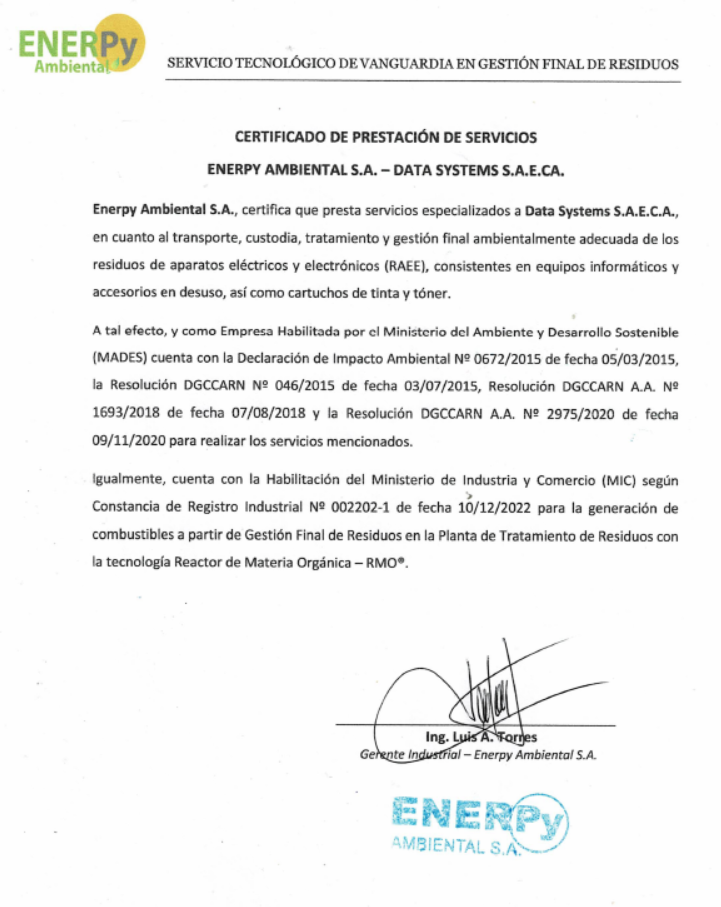 ENERPy
Ambiental
SERVICIO TECNOLÓGICO DE VANGUARDIA EN GESTIÓN FINAL DE RESIDUOS
CERTIFICADO DE PRESTACIÓN DE SERVICIOS
ENERPY AMBIENTAL S.A. – DATA SYSTEMS S.A.E.CA.
Enerpy Ambiental S.A., certifica que presta servicios especializados a Data Systems S.A.E.C.A.,
en cuanto al transporte, custodia, tratamiento y gestión final ambientalmente adecuada de los
residuos de aparatos eléctricos y electrónicos (RAEE), consistentes en equipos informáticos y
accesorios en desuso, así como cartuchos de tinta y tóner.
A tal efecto, y como Empresa Habilitada por el Ministerio del Ambiente y Desarrollo Sostenible
(MADES) cuenta con la Declaración de Impacto Ambiental Nº 0672/2015 de fecha 05/03/2015,
la Resolución DGCCARN Nº 046/2015 de fecha 03/07/2015, Resolución DGCCARN A.A. Nº
1693/2018 de fecha 07/08/2018 y la Resolución DGCCARN A.A. Nº 2975/2020 de fecha
09/11/2020 para realizar los servicios mencionados.
Igualmente, cuenta con la Habilitación del Ministerio de Industria y Comercio (MIC) según
Constancia de Registro Industrial Nº 002202-1 de fecha 10/12/2022 para la generación de
combustibles a partir de Gestión Final de Residuos en la Planta de Tratamiento de Residuos con
la tecnología Reactor de Materia Orgánica – RMO®.
Ing. Luis A. Torres
Gerente Industrial – Enerpy Ambiental S.A.
ENERPy
AMBIENTAL S.A.